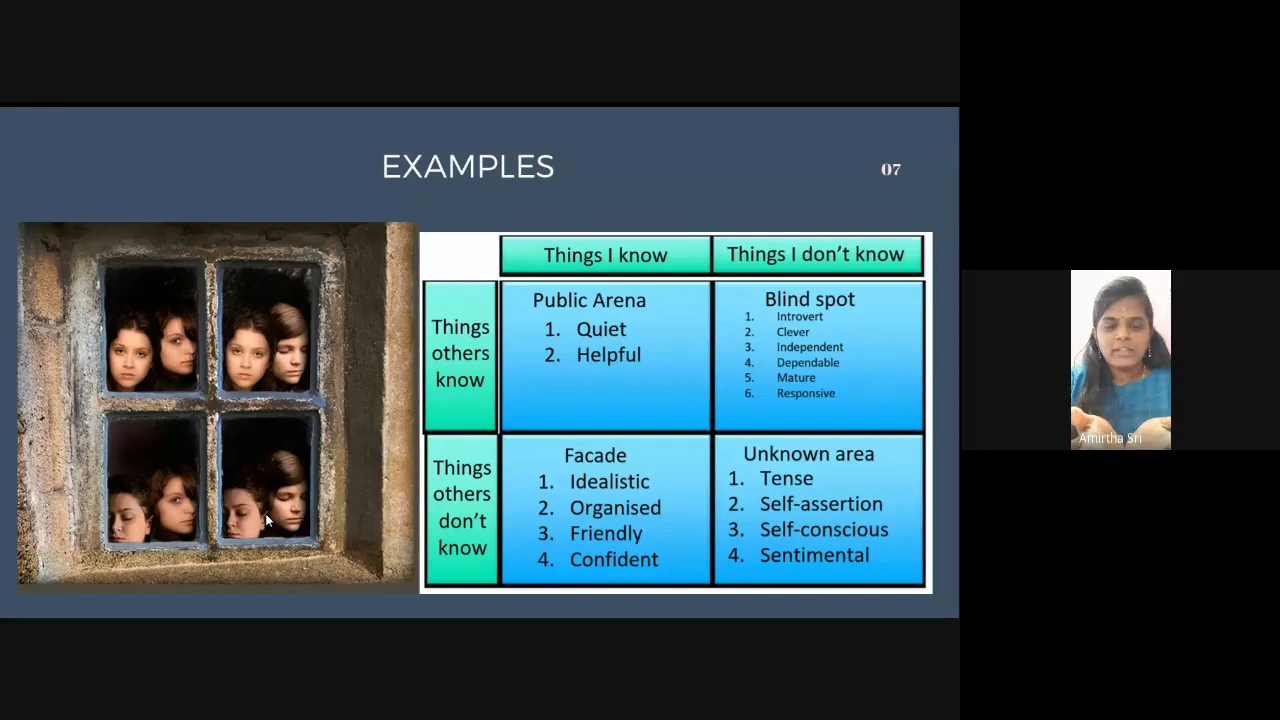 EXAMPLES
07
Things I know
Things I don't know
Things
others
know
Public Arena
1. Quiet
2. Helpful
Blind spot
1. Introvert
2. Clever
3. Independent
4. Dependable
5. Mature
6. Responsive
Things
others
don't
know
Facade
1. Idealistic
2. Organised
3. Friendly
4. Confident
Unknown area
1. Tense
2. Self-assertion
3. Self-conscious
4. Sentimental
Amirtha Sri